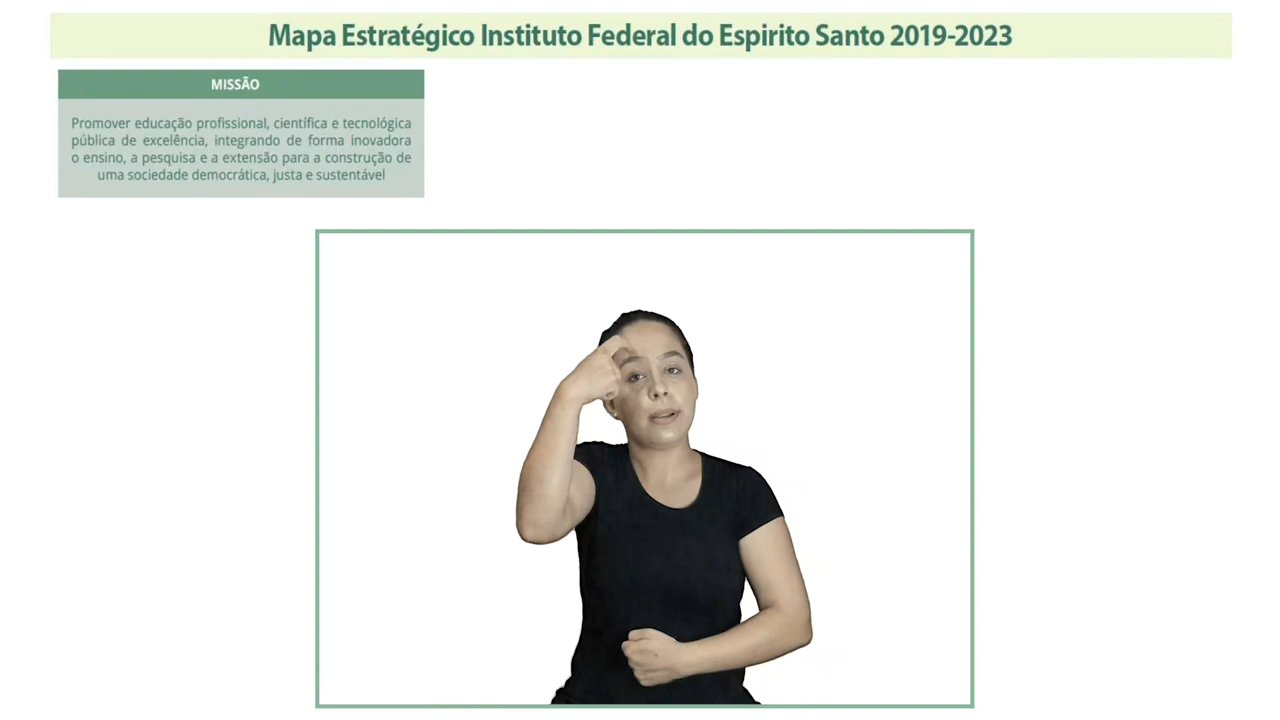 Mapa Estratégico Instituto Federal do Espirito Santo 2019-2023
MISSÃO
Promover educação profissional, científica e tecnológica
pública de excelência, integrando de forma inovadora
o ensino, a pesquisa e a extensão para a construção de
uma sociedade democrática, justa e sustentável